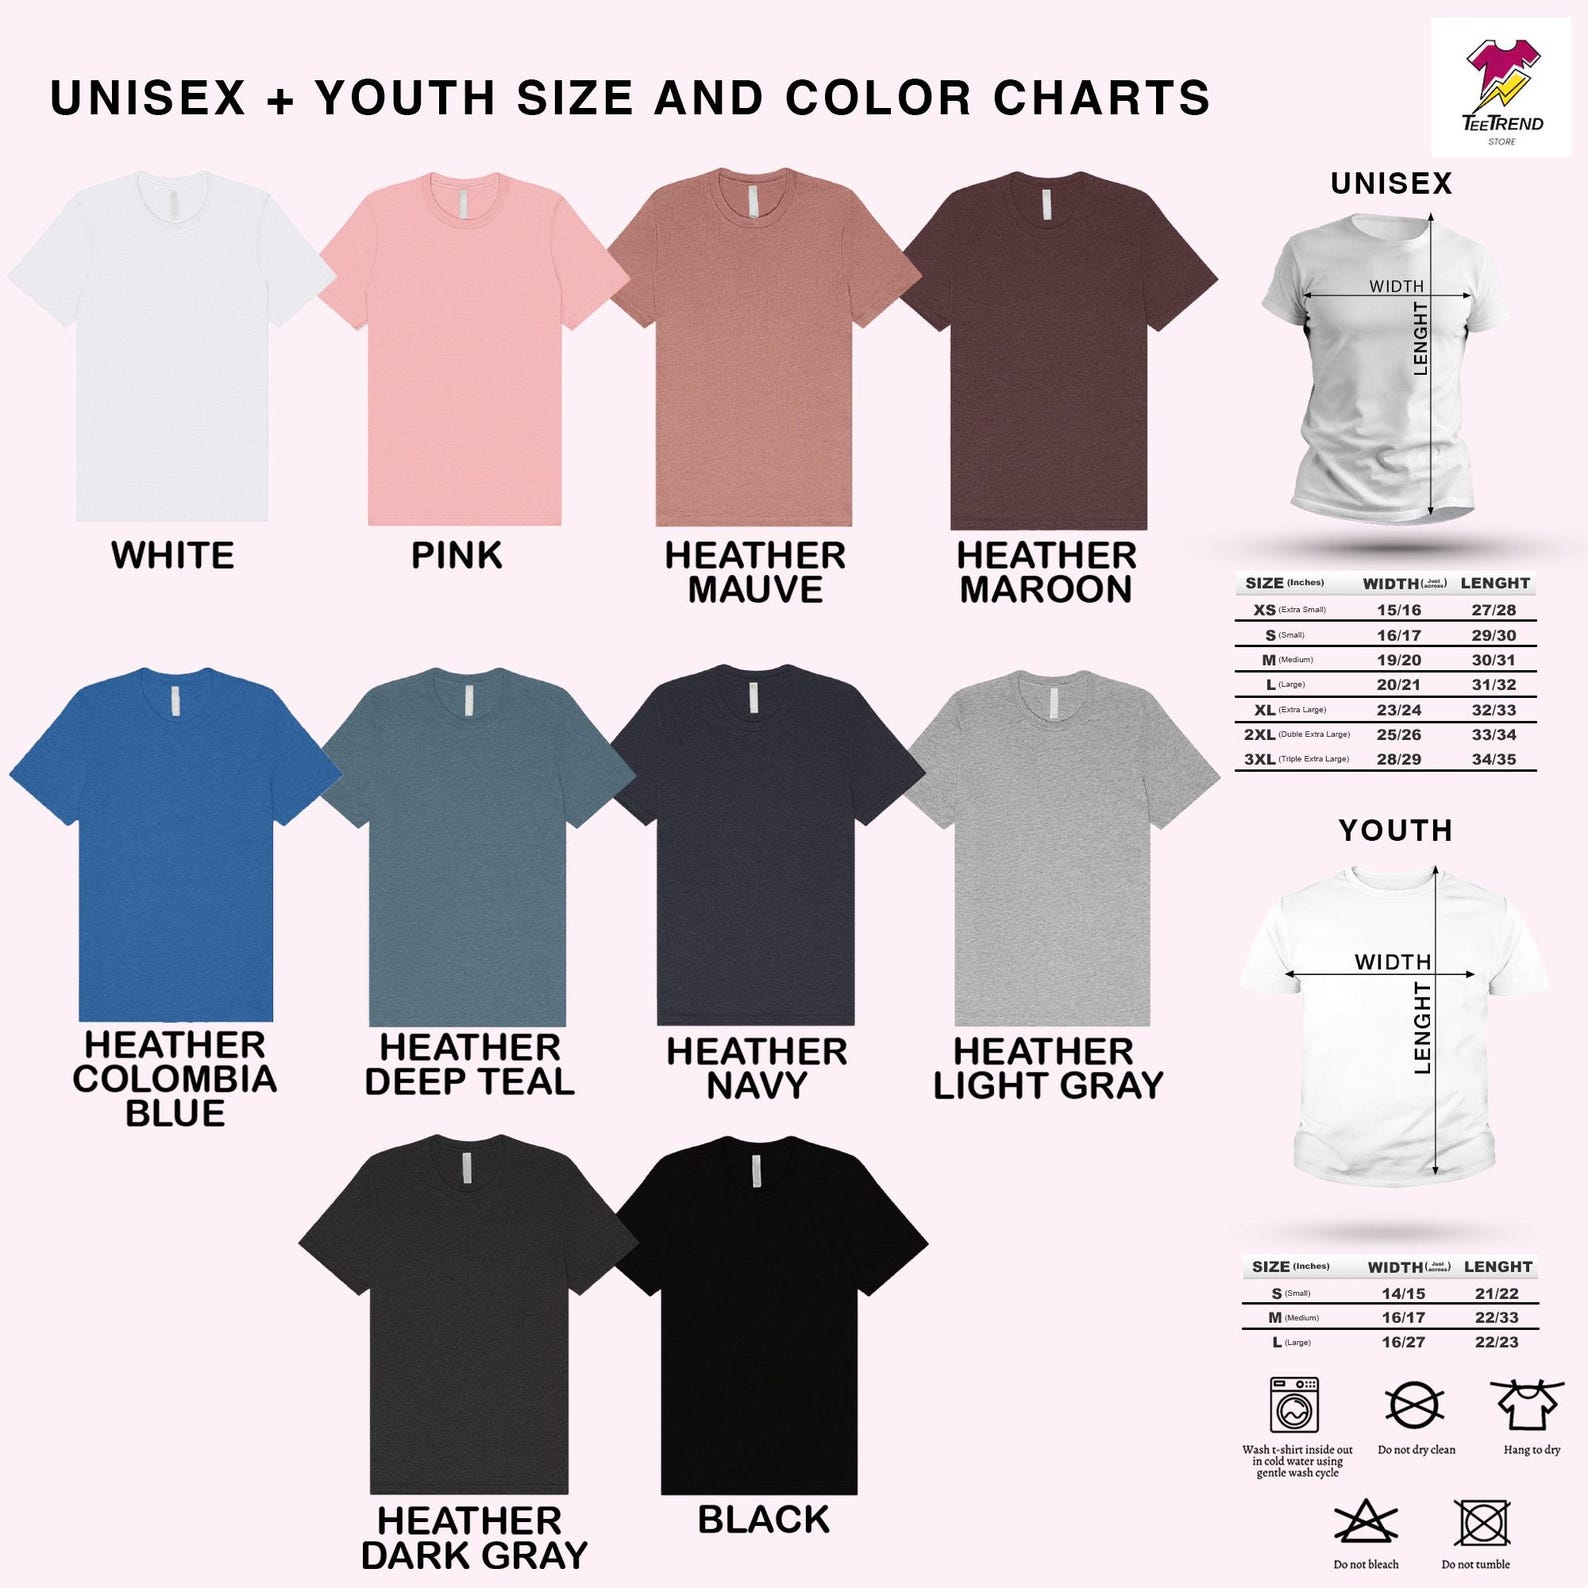 UNISEX + YOUTH SIZE AND COLOR CHARTS
TEETREND
STORE
WHITE
PINK
HEATHER
MAUVE
HEATHER
MAROON
HEATHER
COLOMBIA
BLUE
HEATHER
DEEP TEAL
HEATHER
NAVY
HEATHER
LIGHT GRAY
HEATHER
DARK GRAY
BLACK
UNISEX
WIDTH
LENGHT
SIZE (Inches) WIDTH (Just across) LENGHT
XS (Extra Small) 15/16 27/28
S (Small) 16/17 29/30
M (Medium) 19/20 30/31
L (Large) 20/21 31/32
XL (Extra Large) 23/24 32/33
2XL (Duble Extra Large) 25/26 33/34
3XL (Triple Extra Large) 28/29 34/35
YOUTH
WIDTH
LENGHT
SIZE (Inches) WIDTH (Just across) LENGHT
S (Small) 14/15 21/22
M (Medium) 16/17 22/33
L (Large) 16/27 22/23
Wash t-shirt inside out
in cold water using
gentle wash cycle
Do not dry clean
Hang to dry
Do not bleach
Do not tumble